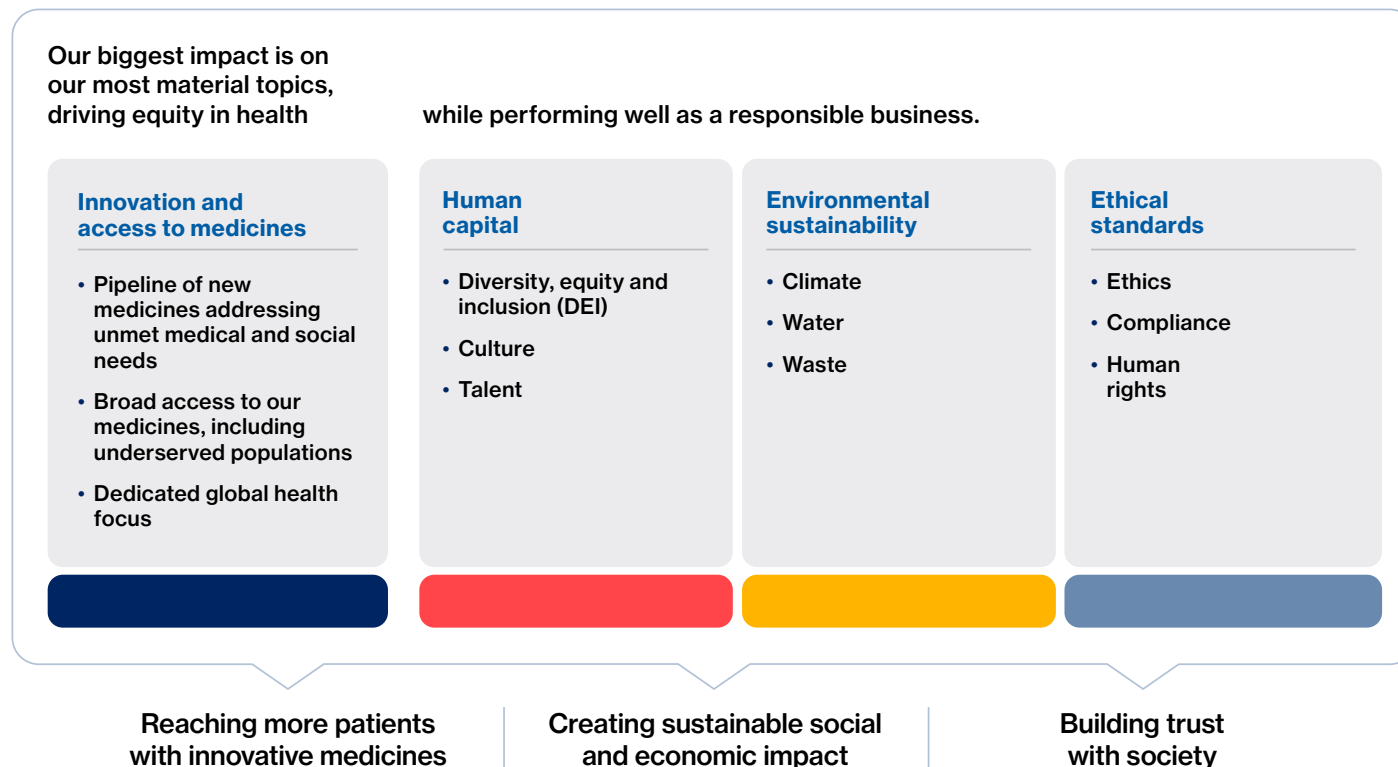 Our biggest impact is on
our most material topics,
driving equity in health
while performing well as a responsible business.
Innovation and
access to medicines
• Pipeline of new
medicines addressing
unmet medical and social
needs
• Broad access to our
medicines, including
underserved populations
• Dedicated global health
focus
Human
capital
• Diversity, equity and
inclusion (DEI)
• Culture
• Talent
Environmental
sustainability
• Climate
• Water
• Waste
Ethical
standards
• Ethics
• Compliance
• Human
rights
Reaching more patients
with innovative medicines
Creating sustainable social
and economic impact
Building trust
with society